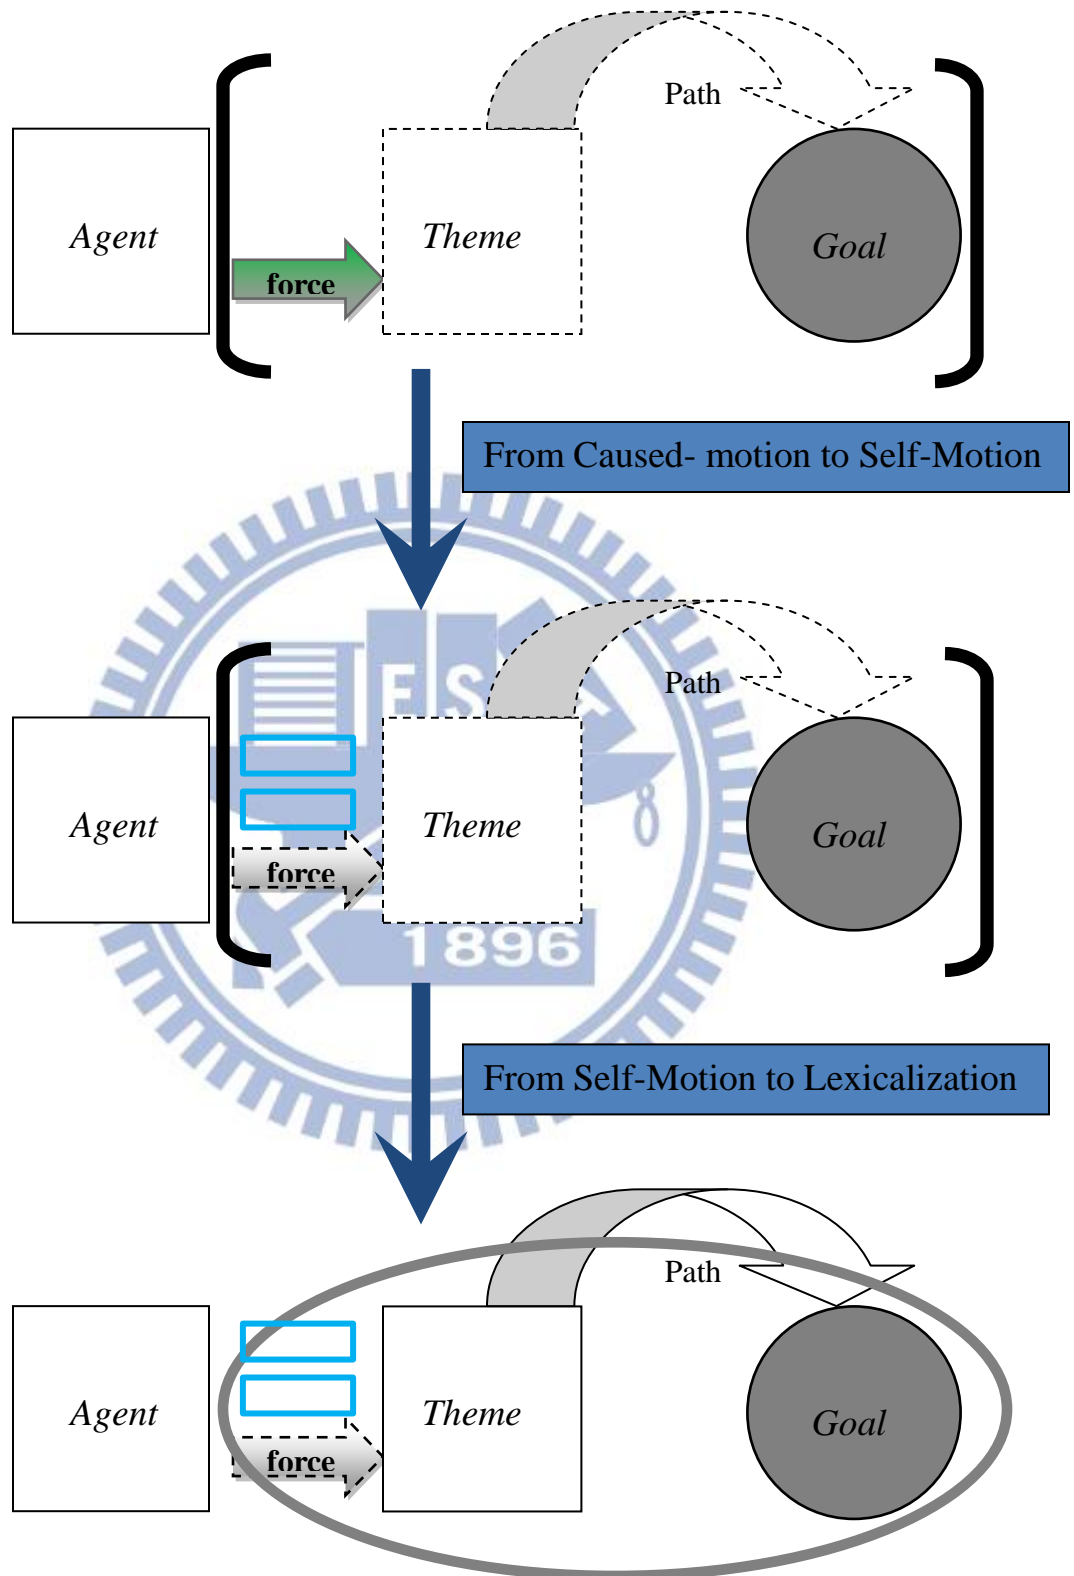 Path
Agent
Theme
Goal
force
From Caused- motion to Self-Motion
E S
Path
Agent
Theme
Goal
force
1896
From Self-Motion to Lexicalization
Path
Agent
Theme
Goal
force